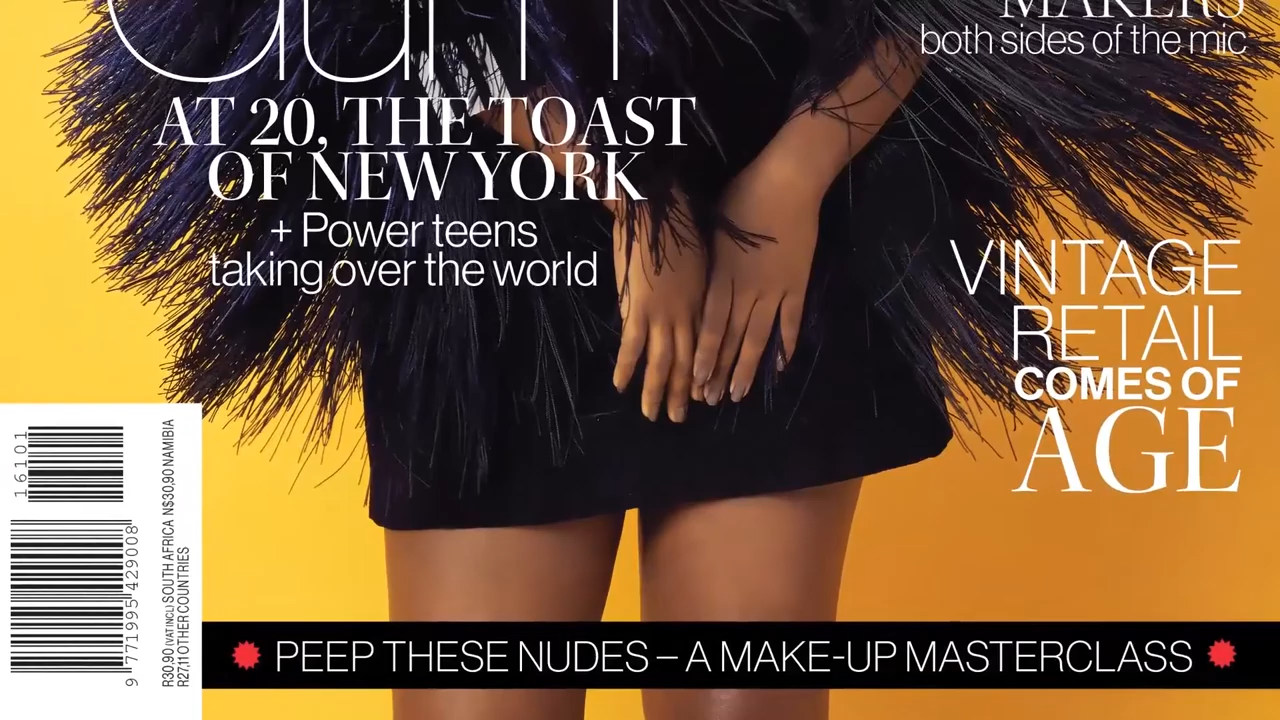 MAKERS
both sides of the mic
AT 20, THE TOAST
OF NEW YORK
+ Power teens
taking over the world
VINTAGE
RETAIL
COMES OF
AGE
16101
9 771995 429008
R30,90 (VAT INCL) SOUTH AFRICA N$30,90 NAMIBIA
R27,11 OTHER COUNTRIES
PEEP THESE NUDES – A MAKE-UP MASTERCLASS